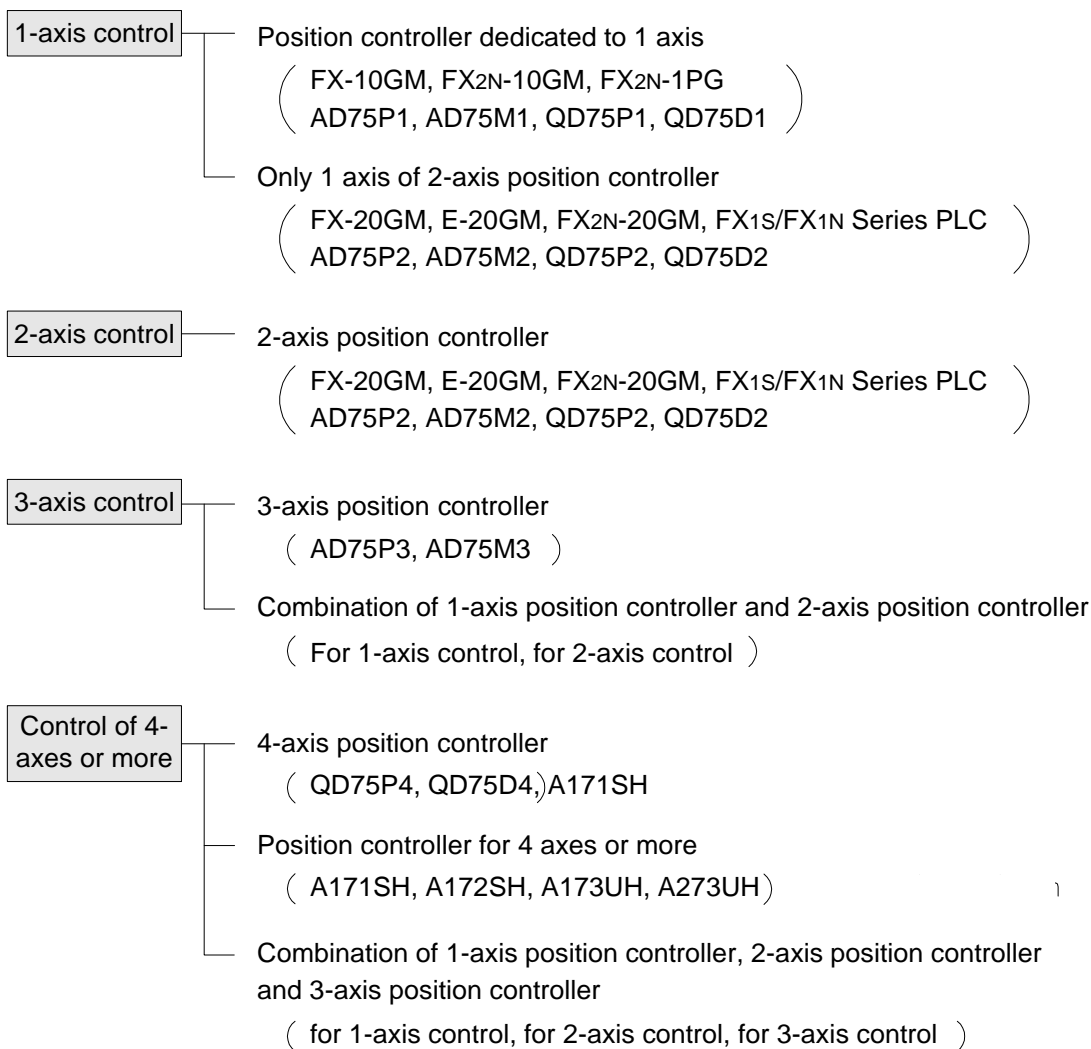 1-axis control
Position controller dedicated to 1 axis
( FX-10GM, FX2N-10GM, FX2N-1PG
AD75P1, AD75M1, QD75P1, QD75D1 )
Only 1 axis of 2-axis position controller
( FX-20GM, E-20GM, FX2N-20GM, FX1S/FX1N Series PLC
AD75P2, AD75M2, QD75P2, QD75D2 )
2-axis control
2-axis position controller
( FX-20GM, E-20GM, FX2N-20GM, FX1S/FX1N Series PLC
AD75P2, AD75M2, QD75P2, QD75D2 )
3-axis control
3-axis position controller
( AD75P3, AD75M3 )
Combination of 1-axis position controller and 2-axis position controller
( For 1-axis control, for 2-axis control )
Control of 4-
axes or more
4-axis position controller
( QD75P4, QD75D4,)A171SH
Position controller for 4 axes or more
( A171SH, A172SH, A173UH, A273UH )
Combination of 1-axis position controller, 2-axis position controller
and 3-axis position controller
( for 1-axis control, for 2-axis control, for 3-axis control )